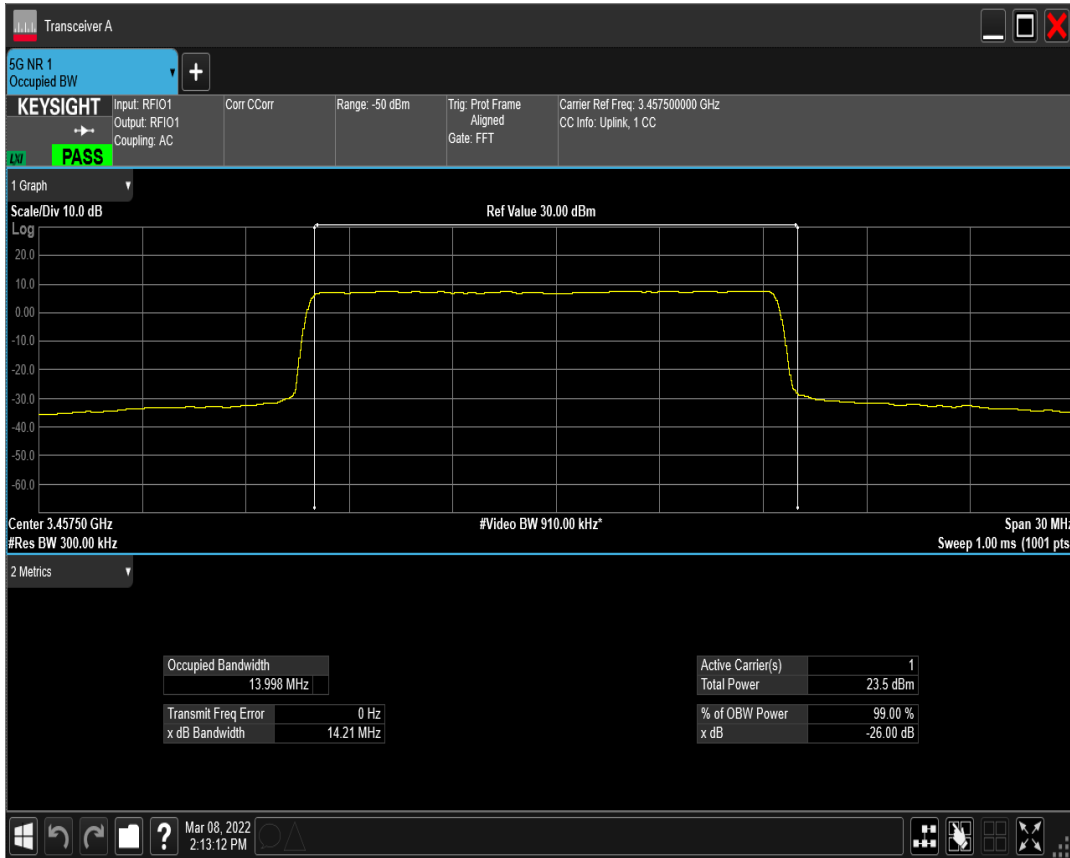 Transceiver A
5G NR 1
Occupied BW
+
KEYSIGHT
LXI PASS
Input: RFIO1
Output: RFIO1
Coupling: AC
Corr CCorr
Range: -50 dBm
Trig: Prot Frame
Aligned
Gate: FFT
Carrier Ref Freq: 3.457500000 GHz
CC Info: Uplink, 1 CC
1 Graph
Scale/Div 10.0 dB
Ref Value 30.00 dBm
Log
20.0
10.0
0.00
-10.0
-20.0
-30.0
-40.0
-50.0
-60.0
Center 3.45750 GHz
#Video BW 910.00 kHz*
Span 30 MHz
#Res BW 300.00 kHz
Sweep 1.00 ms (1001 pts
2 Metrics
Occupied Bandwidth
13.998 MHz
Transmit Freq Error 0 Hz
x dB Bandwidth 14.21 MHz
Active Carrier(s) 1
Total Power 23.5 dBm
% of OBW Power 99.00 %
x dB -26.00 dB
?
Mar 08, 2022
2:13:12 PM